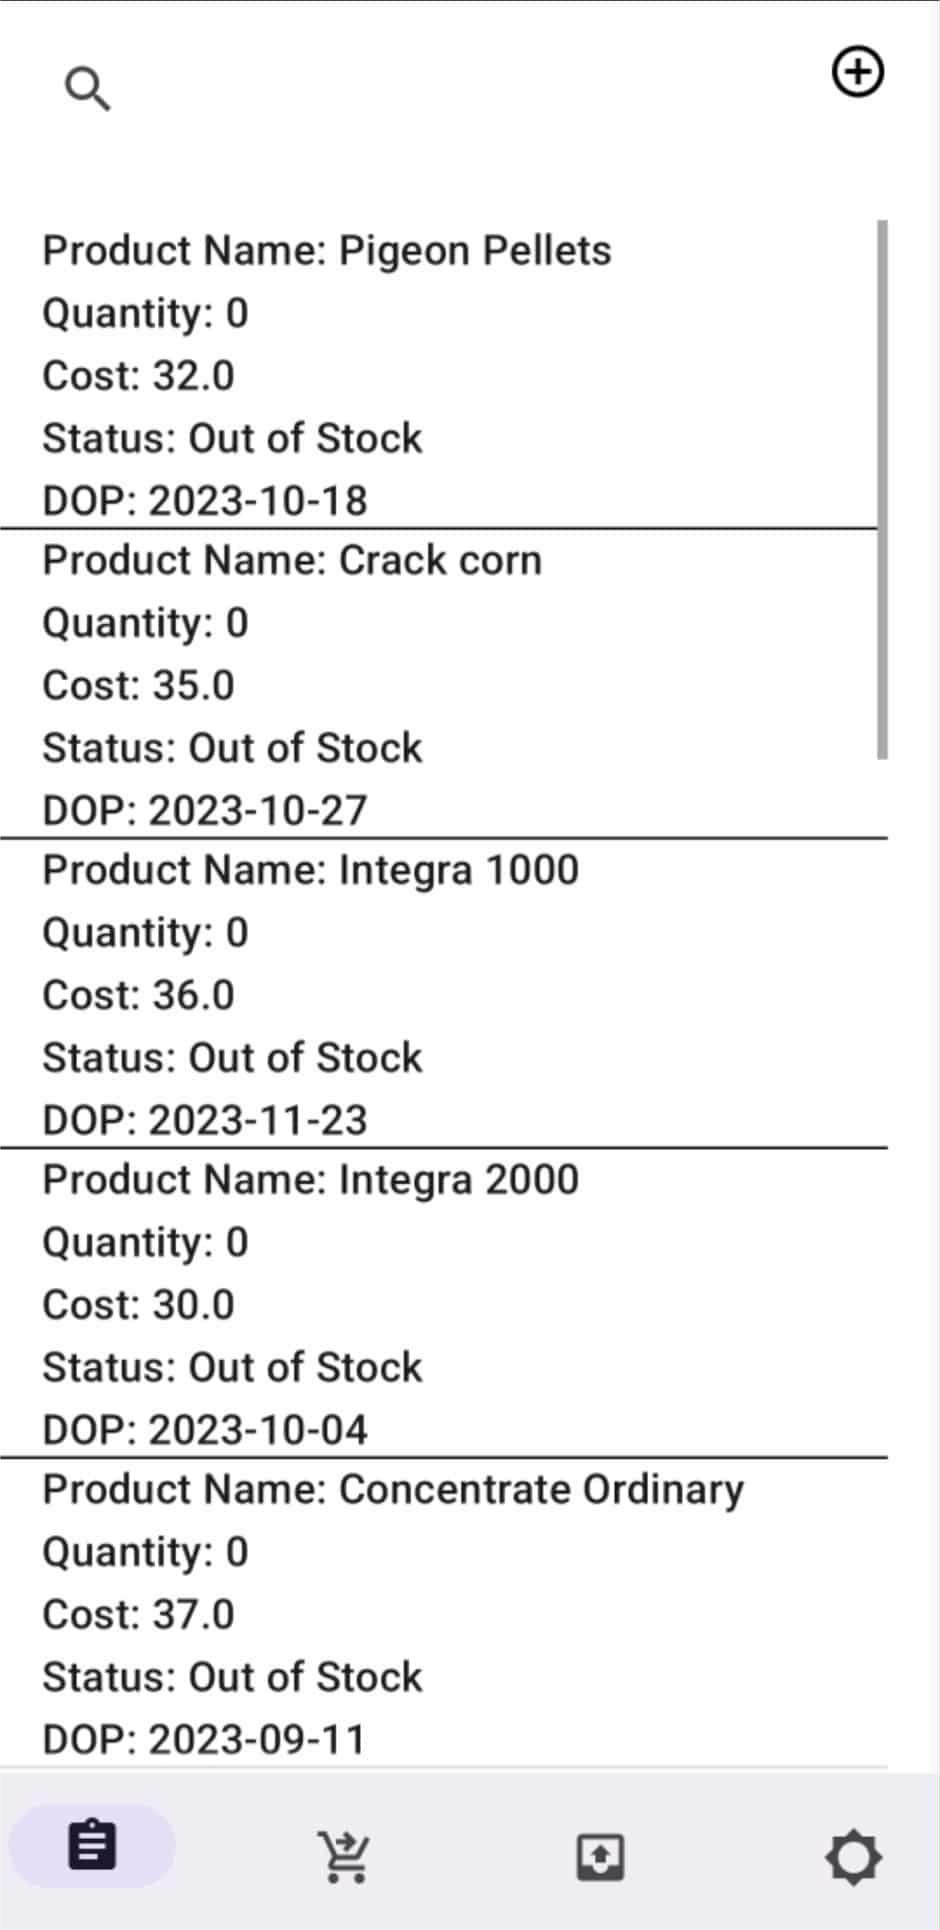 Product Name: Pigeon Pellets
Quantity: 0
Cost: 32.0
Status: Out of Stock
DOP: 2023-10-18
Product Name: Crack corn
Quantity: 0
Cost: 35.0
Status: Out of Stock
DOP: 2023-10-27
Product Name: Integra 1000
Quantity: 0
Cost: 36.0
Status: Out of Stock
DOP: 2023-11-23
Product Name: Integra 2000
Quantity: 0
Cost: 30.0
Status: Out of Stock
DOP: 2023-10-04
Product Name: Concentrate Ordinary
Quantity: 0
Cost: 37.0
Status: Out of Stock
DOP: 2023-09-11